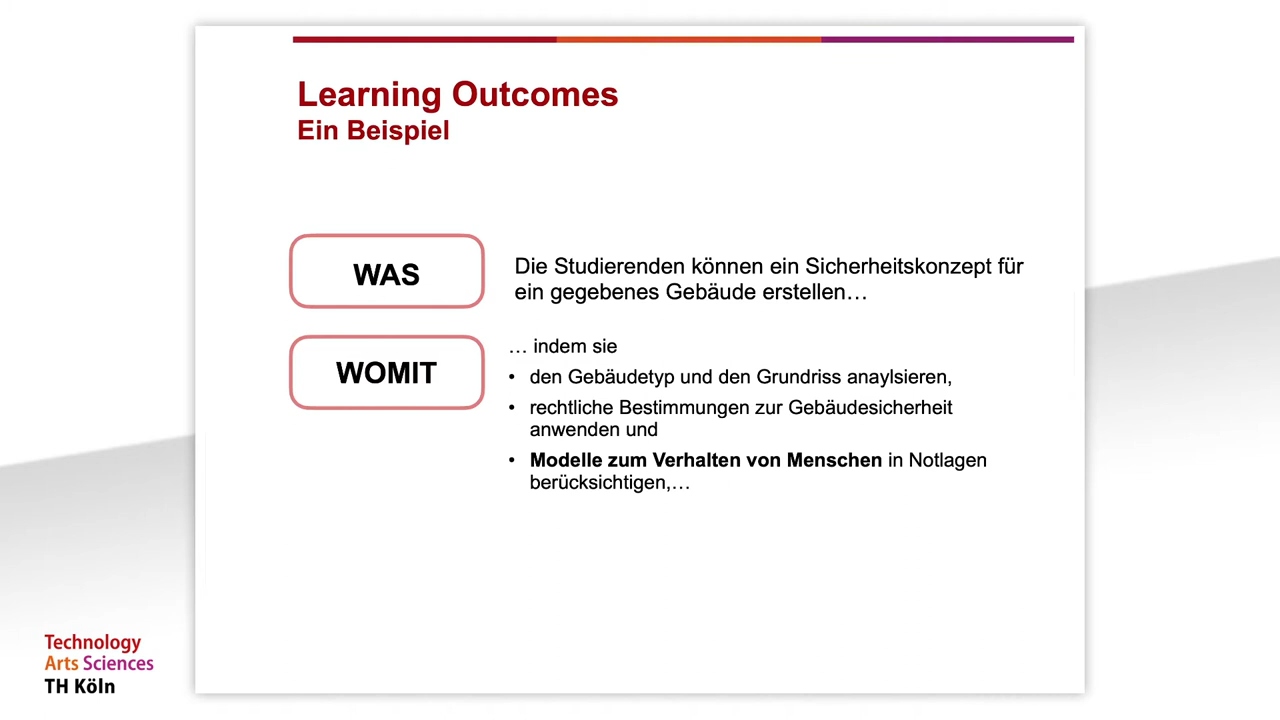 Learning Outcomes
Ein Beispiel
WAS
Die Studierenden können ein Sicherheitskonzept für
ein gegebenes Gebäude erstellen…
WOMIT
… indem sie
• den Gebäudetyp und den Grundriss anaylsieren,
• rechtliche Bestimmungen zur Gebäudesicherheit
anwenden und
• Modelle zum Verhalten von Menschen in Notlagen
berücksichtigen,…
Technology
Arts Sciences
TH Köln